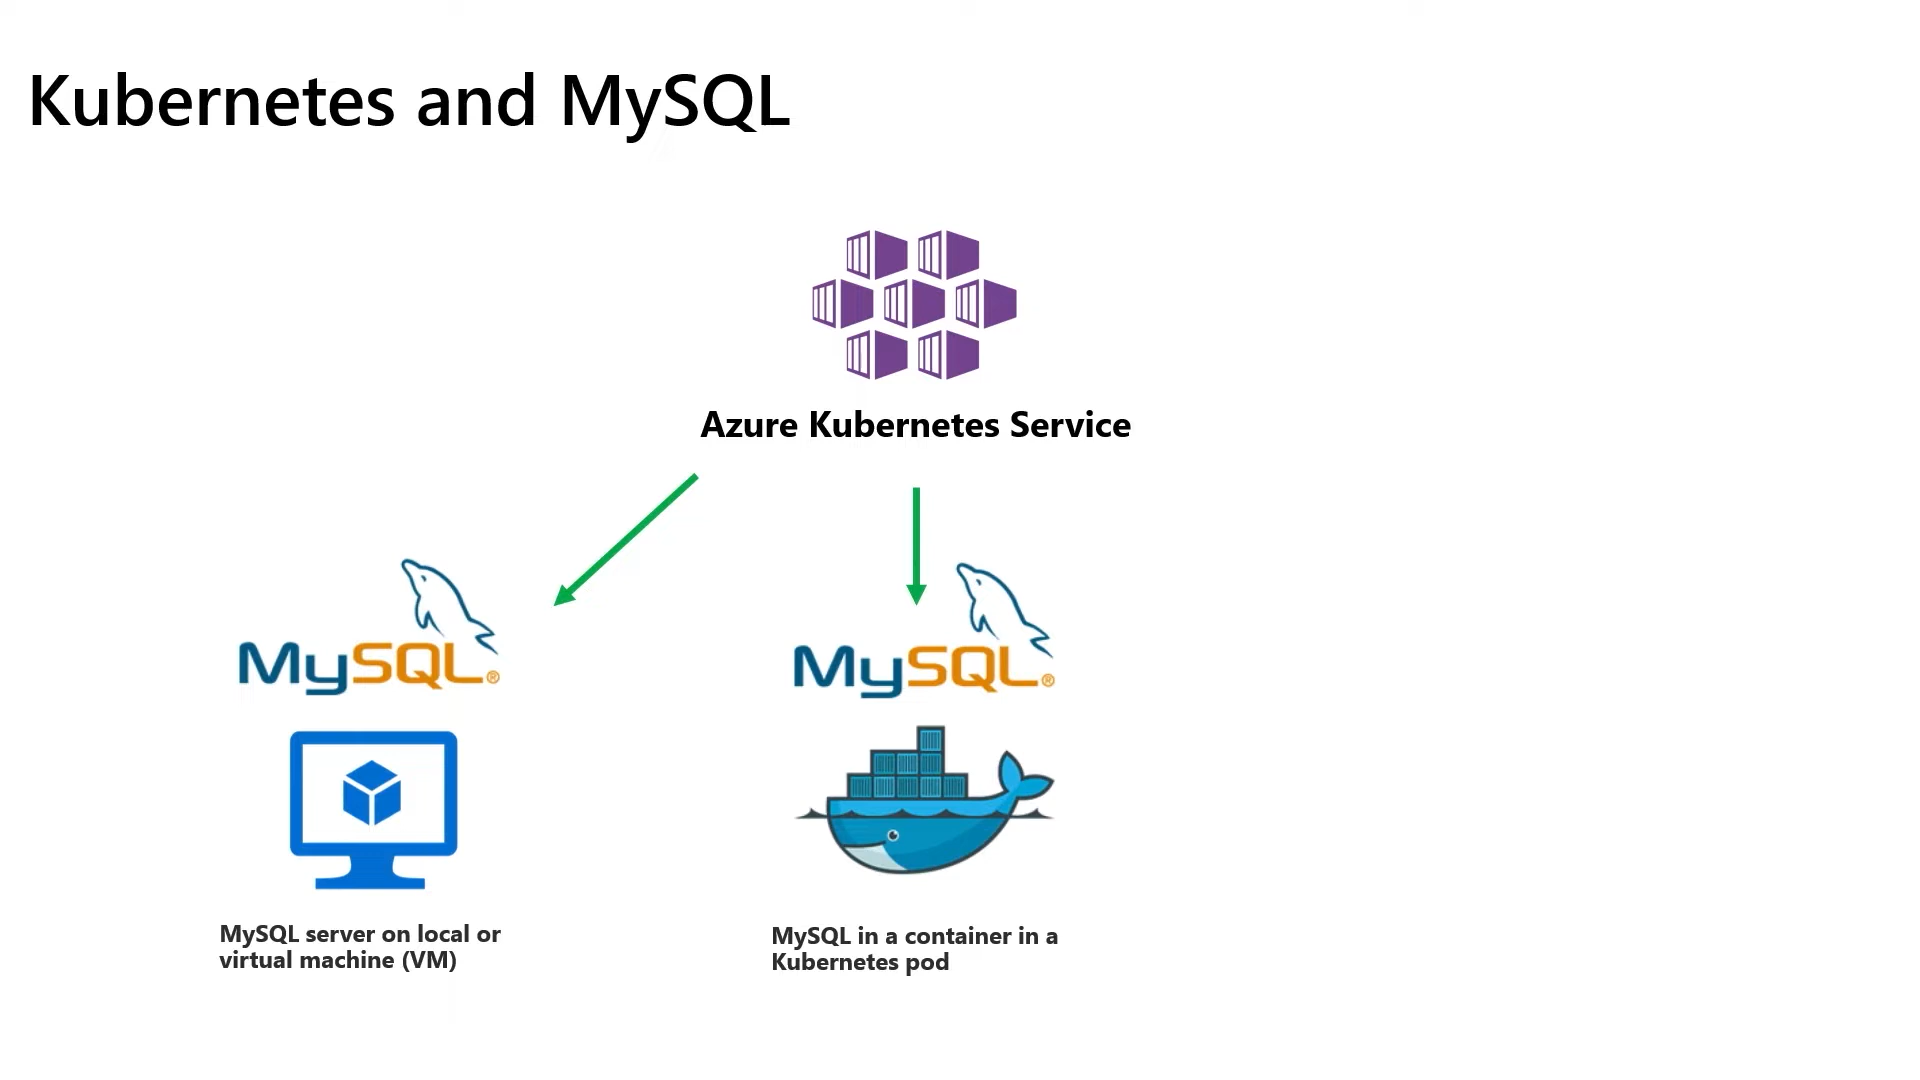 Kubernetes and MySQL
Azure Kubernetes Service
MySQL®
MySQL®
MySQL server on local or
virtual machine (VM)
MySQL in a container in a
Kubernetes pod